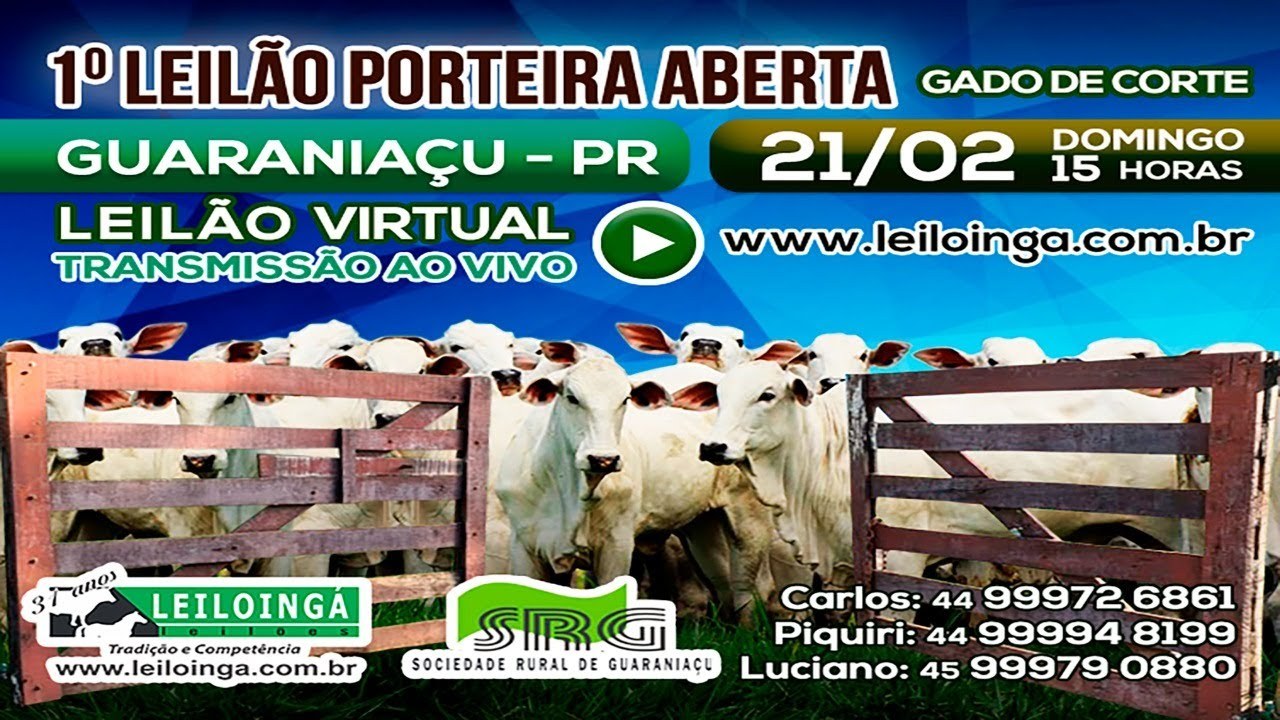 1º LEILÃO PORTEIRA ABERTA GADO DE CORTE
GUARANIAÇU - PR
21/02 DOMINGO
15 HORAS
LEILÃO VIRTUAL
TRANSMISSÃO AO VIVO
www.leiloinga.com.br
37 anos
LEILOINGÁ
leilões
Tradição e Competência
www.leiloinga.com.br
SRG
SOCIEDADE RURAL DE GUARANIAÇU
Carlos: 44 99972 6861
Piquiri: 44 99994 8199
Luciano: 45 99979-0880